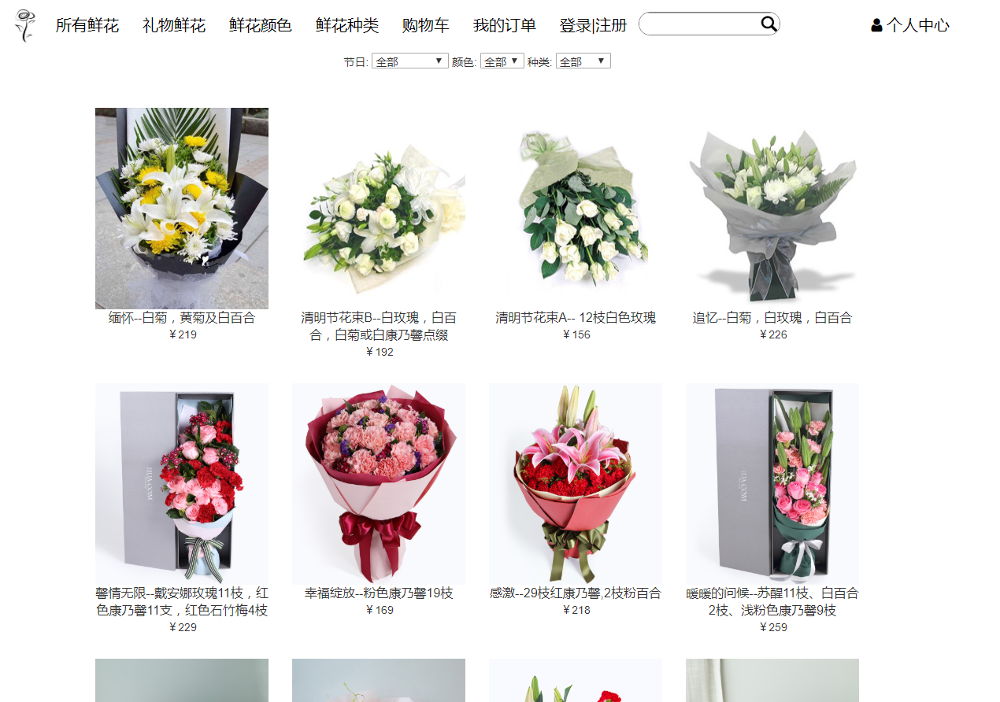 所有鲜花 礼物鲜花 鲜花颜色 鲜花种类 购物车 我的订单 登录|注册 个人中心
节日: 全部 颜色: 全部 种类: 全部
缅怀--白菊，黄菊及白百合
￥219
清明节花束B--白玫瑰，白百
合，白菊或白康乃馨点缀
￥192
清明节花束A-- 12枝白色玫瑰
￥156
追忆--白菊，白玫瑰，白百合
￥226
HUA.COM
HUA.COM
馨情无限--戴安娜玫瑰11枝，红
色康乃馨11支，红色石竹梅4枝
￥229
幸福绽放--粉色康乃馨19枝
￥169
感激--29枝红康乃馨,2枝粉百合
￥218
暖暖的问候--苏醒11枝、白百合
2枝、浅粉色康乃馨9枝
￥259